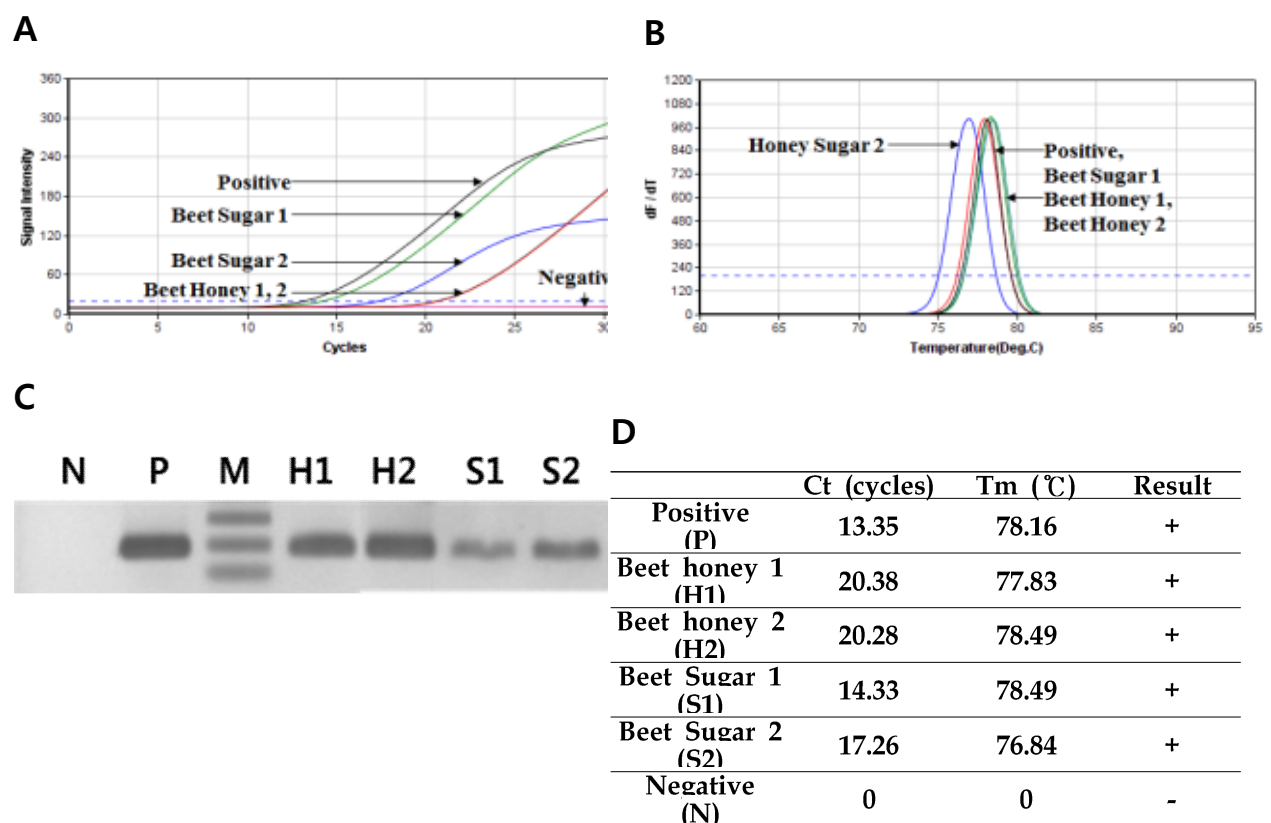 A
360
300
240
180
120
60
0
Signal Intensity
0 5 10 15 20 25 30
Cycles
Positive
Beet Sugar 1
Beet Sugar 2
Beet Honey 1, 2
Negativ
B
1200
1080
960
840
720
600
480
360
240
120
0
dF / dT
60 65 70 75 80 85 90 95
Temperature(Deg.C)
Honey Sugar 2
Positive,
Beet Sugar 1
Beet Honey 1,
Beet Honey 2
C
N P M H1 H2 S1 S2
D
Ct (cycles) Tm (℃) Result
Positive
(P) 13.35 78.16 +
Beet honey 1
(H1) 20.38 77.83 +
Beet honey 2
(H2) 20.28 78.49 +
Beet Sugar 1
(S1) 14.33 78.49 +
Beet Sugar 2
(S2) 17.26 76.84 +
Negative
(N) 0 0 -